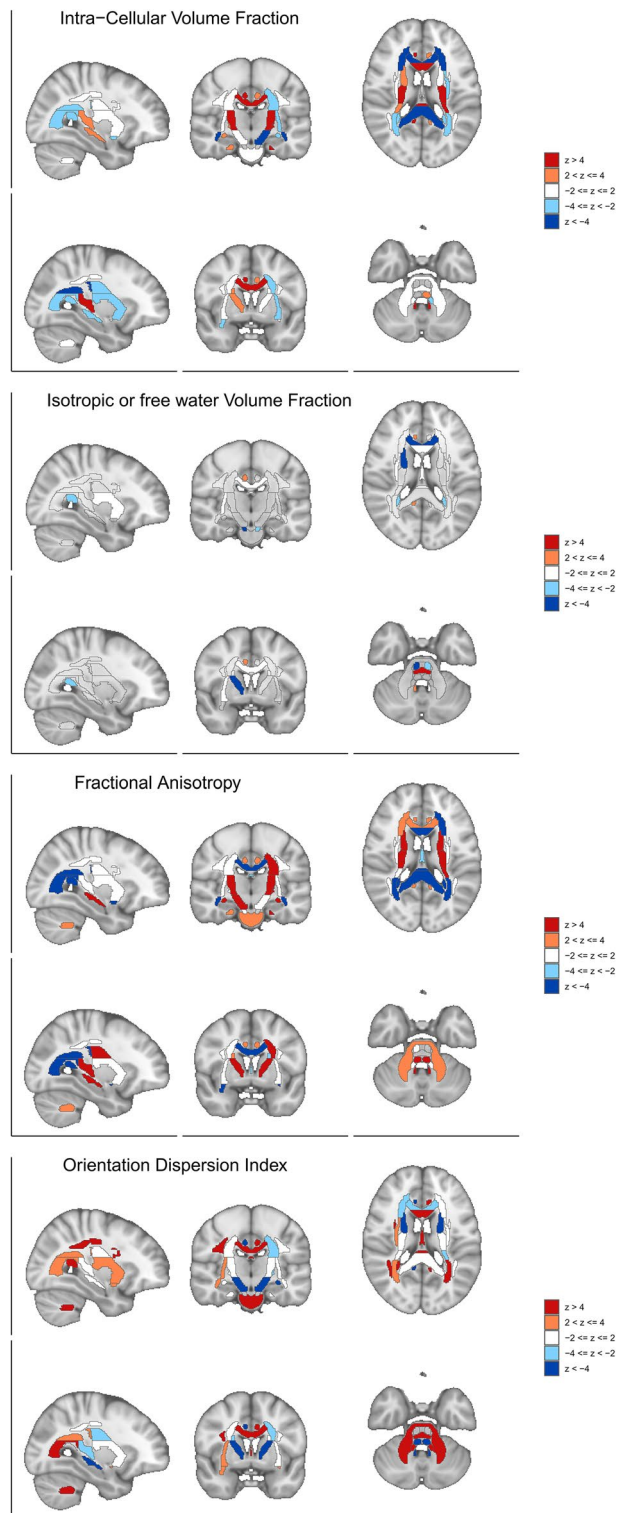 Intra−Cellular Volume Fraction
z > 4
2 < z <= 4
−2 <= z <= 2
−4 <= z < −2
z < −4
Isotropic or free water Volume Fraction
z > 4
2 < z <= 4
−2 <= z <= 2
−4 <= z < −2
z < −4
Fractional Anisotropy
z > 4
2 < z <= 4
−2 <= z <= 2
−4 <= z < −2
z < −4
Orientation Dispersion Index
z > 4
2 < z <= 4
−2 <= z <= 2
−4 <= z < −2
z < −4